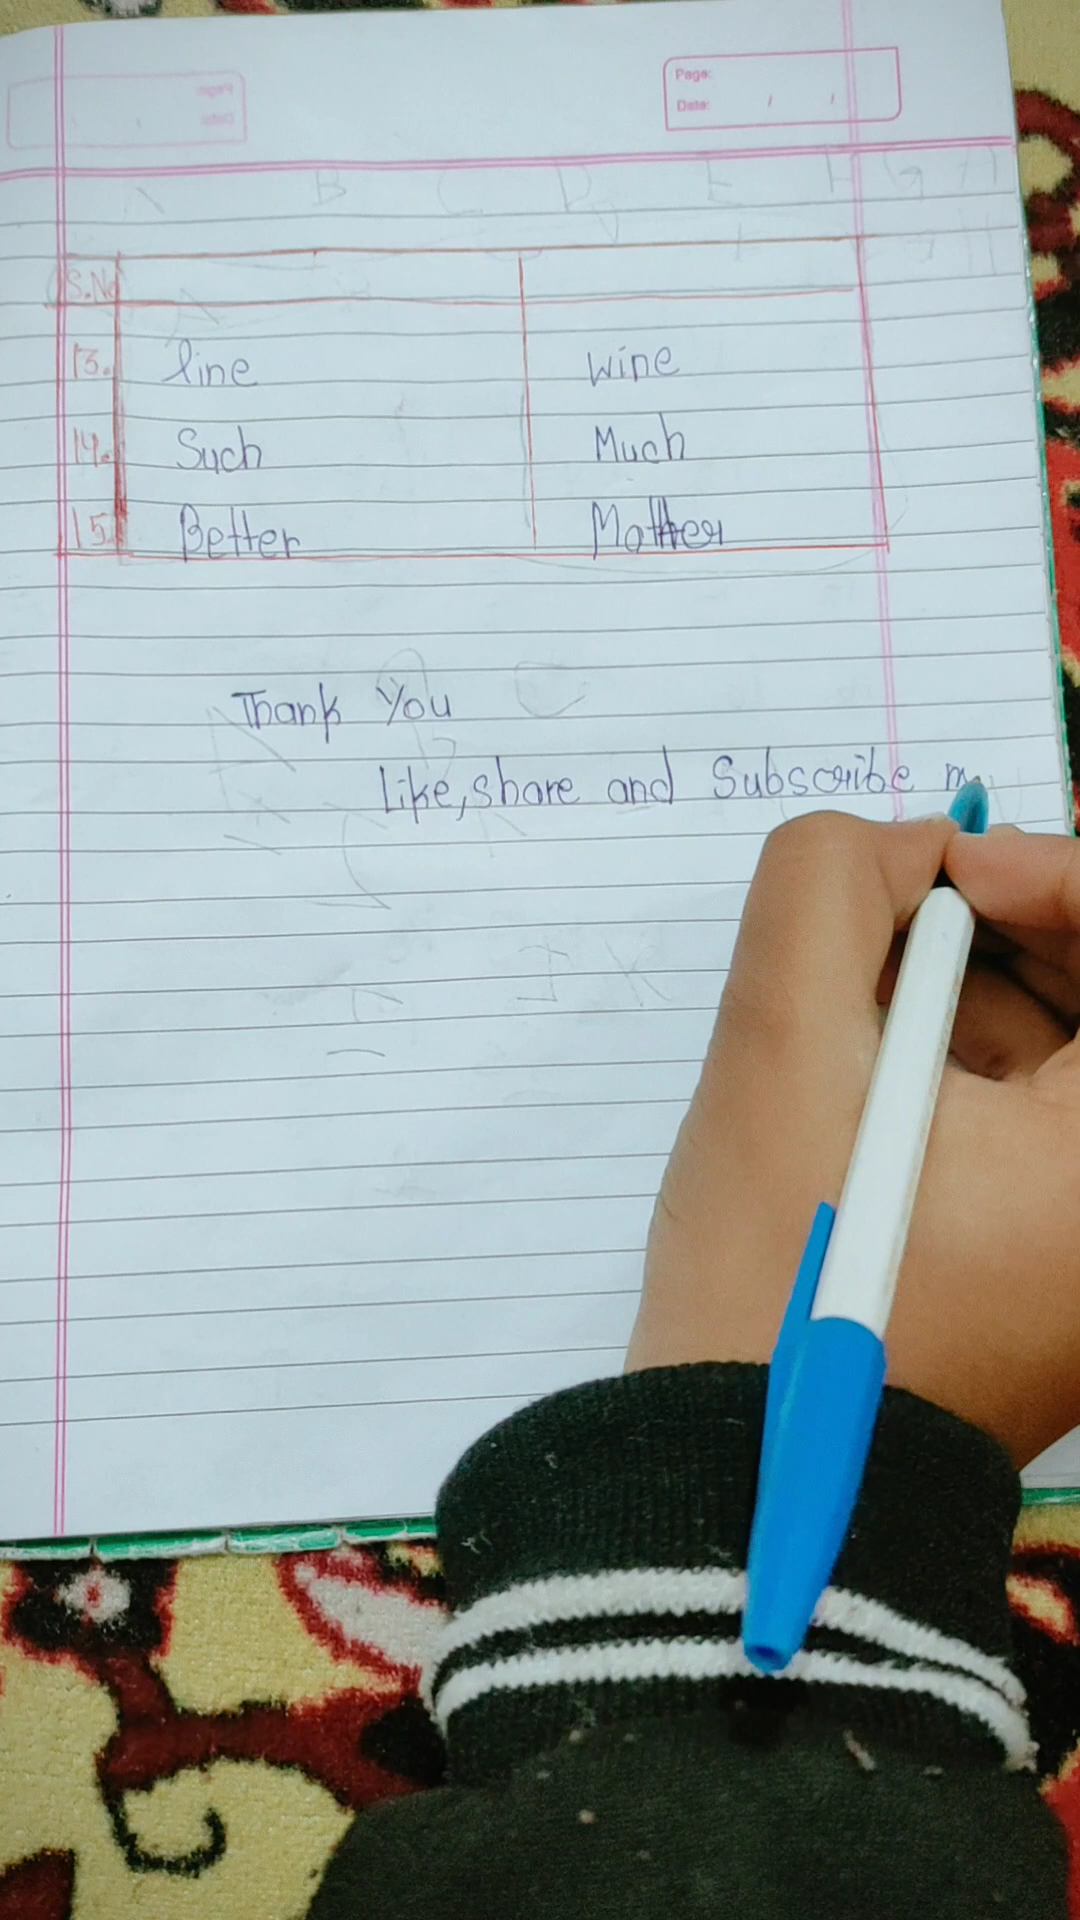 Page:
Date: / /
S.No
13. line wine
14. Such Much
15. Better Mother
Thank You
Like, share and Subscribe m